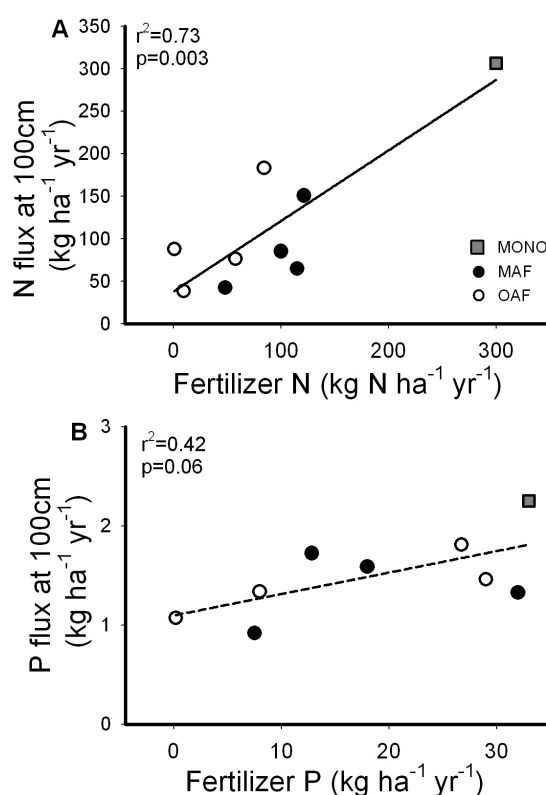 A
r²=0.73
p=0.003
N flux at 100cm
(kg ha⁻¹ yr⁻¹)
350
300
250
200
150
100
50
0
MONO
MAF
OAF
0 100 200 300
Fertilizer N (kg N ha⁻¹ yr⁻¹)
B
r²=0.42
p=0.06
P flux at 100cm
(kg ha⁻¹ yr⁻¹)
3
2
1
0
0 10 20 30
Fertilizer P (kg ha⁻¹ yr⁻¹)